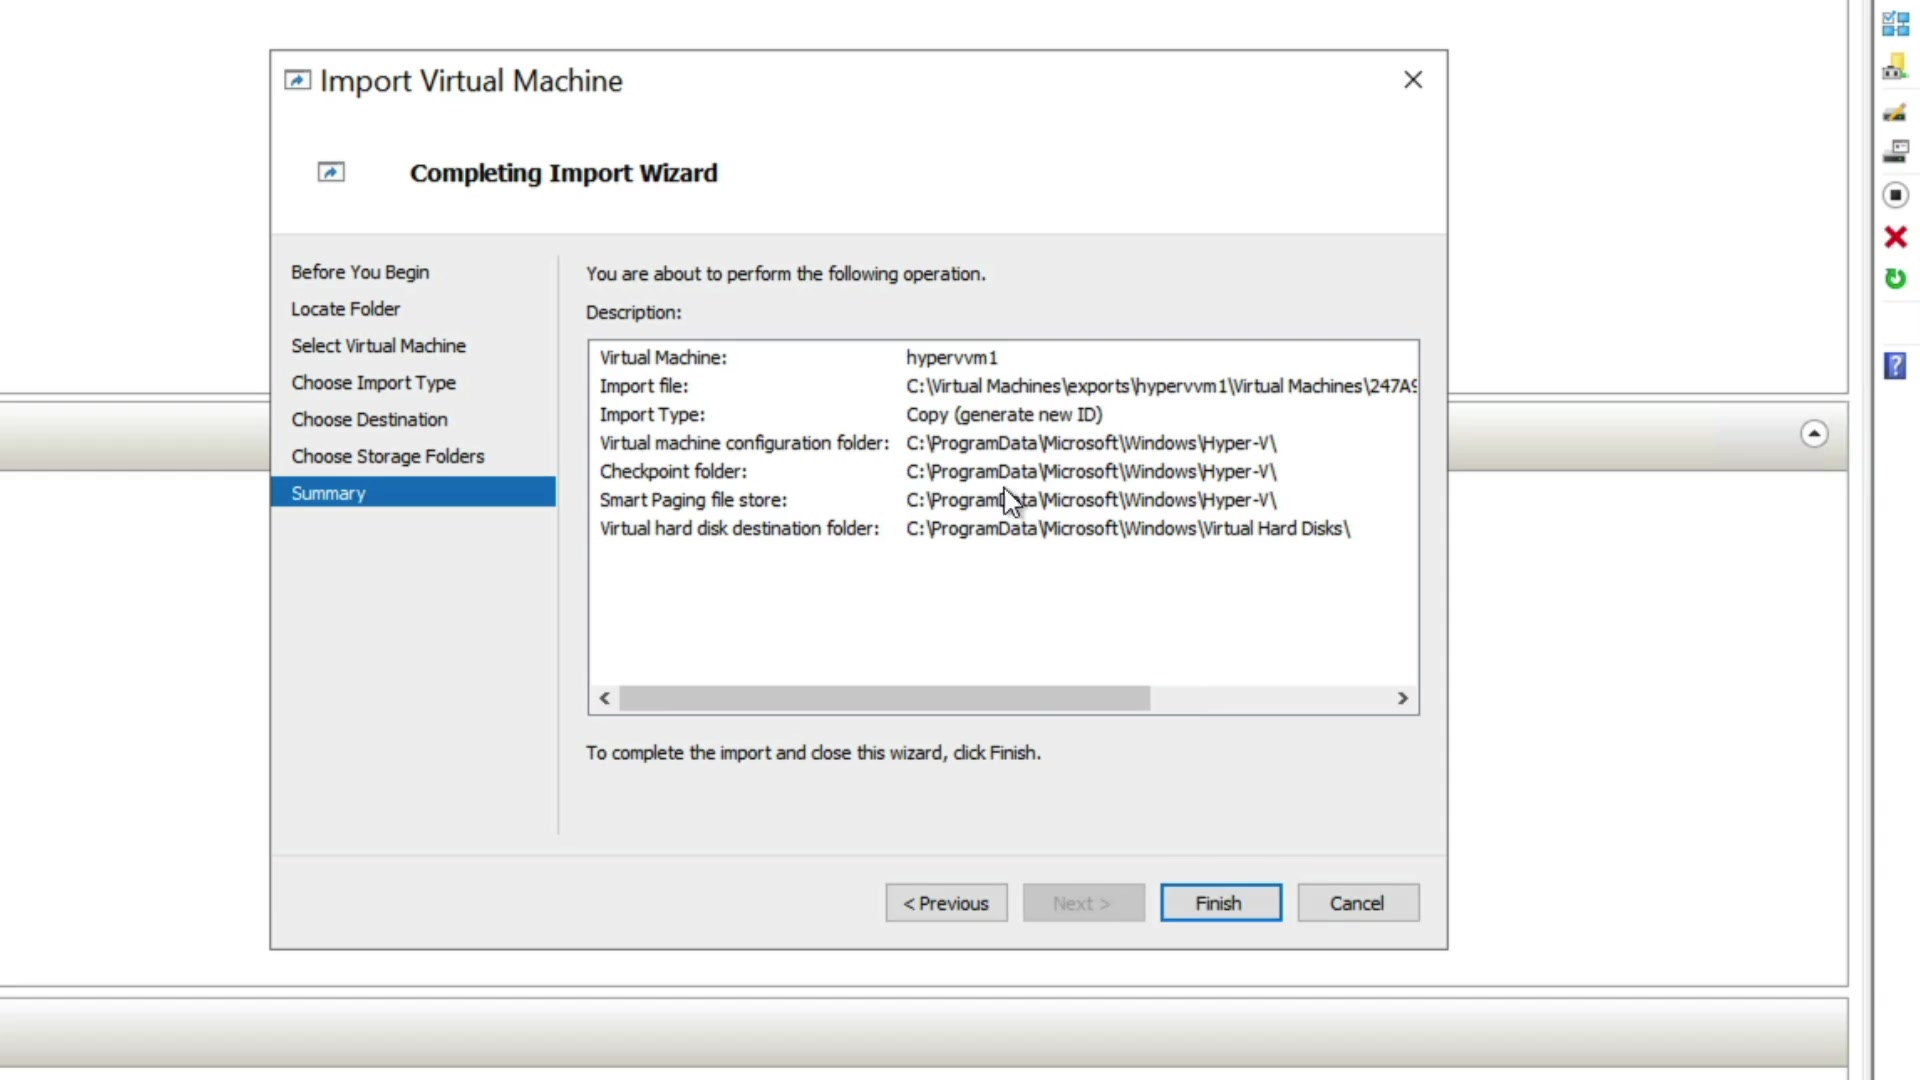 Import Virtual Machine
Completing Import Wizard
Before You Begin
Locate Folder
Select Virtual Machine
Choose Import Type
Choose Destination
Choose Storage Folders
Summary
You are about to perform the following operation.
Description:
Virtual Machine: hypervvm1
Import file: C:\Virtual Machines\exports\hypervvm1\Virtual Machines\247A9
Import Type: Copy (generate new ID)
Virtual machine configuration folder: C:\ProgramData\Microsoft\Windows\Hyper-V\
Checkpoint folder: C:\ProgramData\Microsoft\Windows\Hyper-V\
Smart Paging file store: C:\ProgramData\Microsoft\Windows\Hyper-V\
Virtual hard disk destination folder: C:\ProgramData\Microsoft\Windows\Virtual Hard Disks\
To complete the import and close this wizard, click Finish.
< Previous Next > Finish Cancel